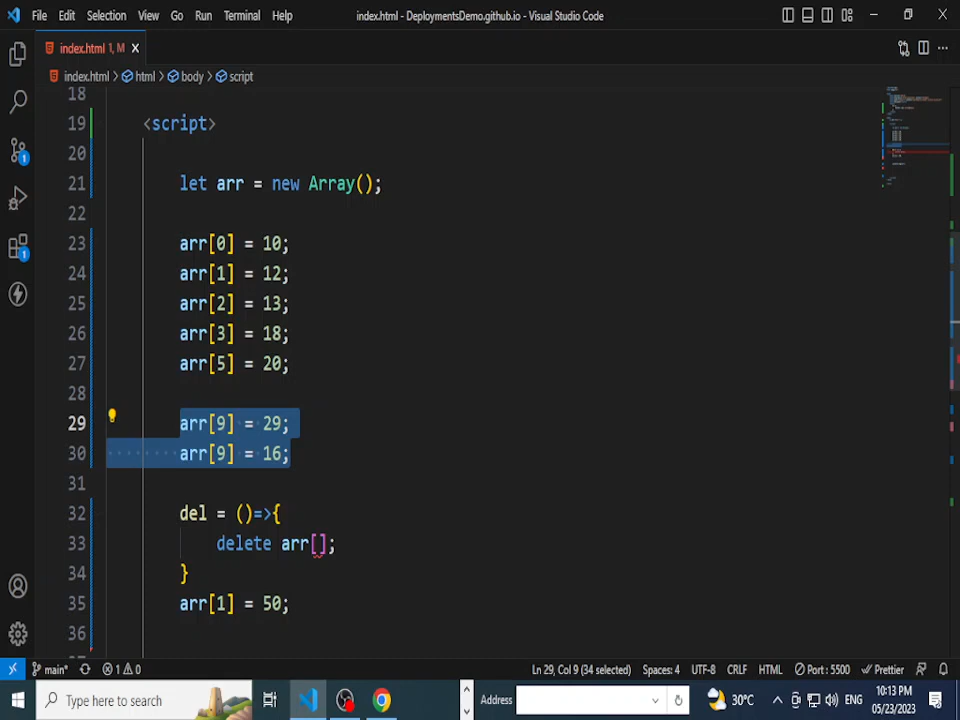 File Edit Selection View Go Run Terminal Help index.html - DeploymentsDemo.github.io - Visual Studio Code
index.html 1, M
index.html > html > body > script
18
19 <script>
20
21 let arr = new Array();
22
23 arr[0] = 10;
24 arr[1] = 12;
25 arr[2] = 13;
26 arr[3] = 18;
27 arr[5] = 20;
28
29 arr[9] = 29;
30 arr[9] = 16;
31
32 del = ()=>{
33 delete arr[];
34 }
35 arr[1] = 50;
36
1
1
main* 1 0 Ln 29, Col 9 (34 selected) Spaces: 4 UTF-8 CRLF HTML Port : 5500 Prettier
Type here to search Address 30°C ENG 10:13 PM
05/23/2023